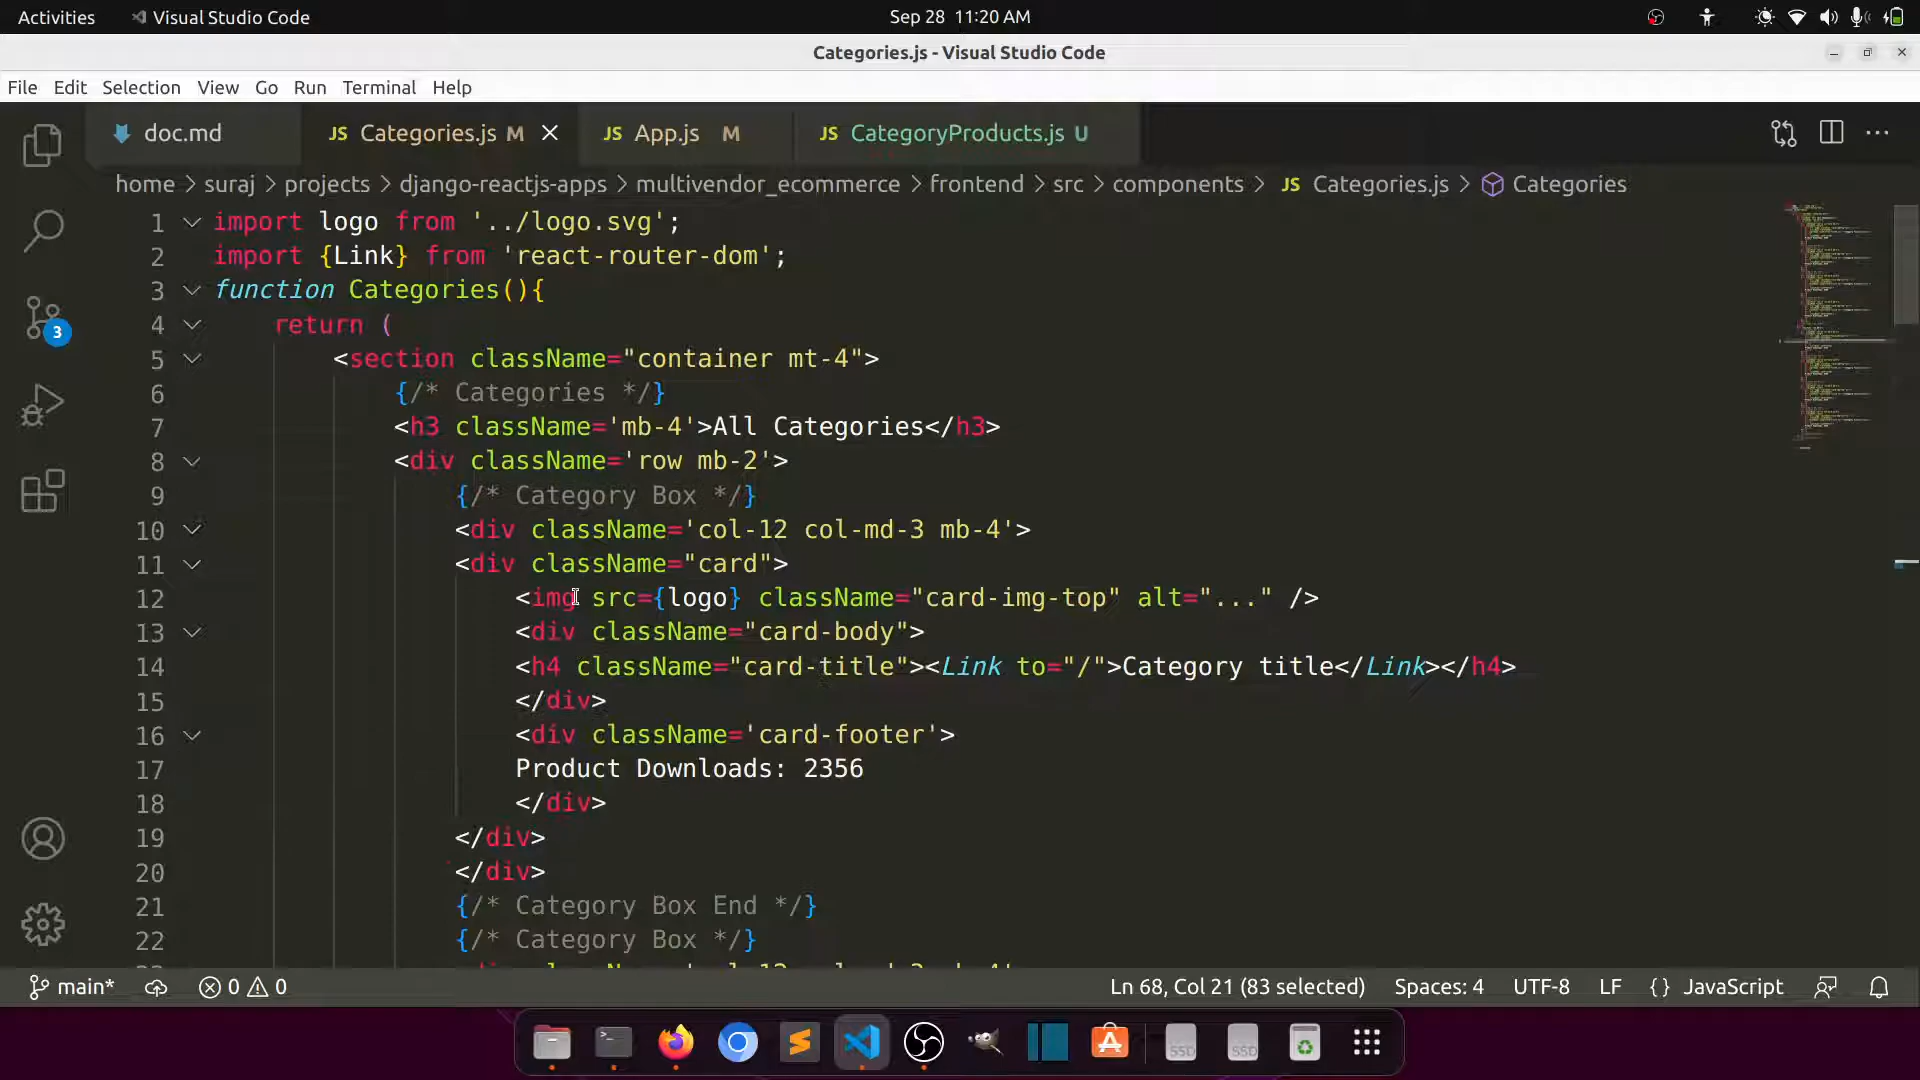 Activities Visual Studio Code Sep 28 11:20 AM
Categories.js - Visual Studio Code
File Edit Selection View Go Run Terminal Help
doc.md JS Categories.js M JS App.js M JS CategoryProducts.js U
home > suraj > projects > django-reactjs-apps > multivendor_ecommerce > frontend > src > components > JS Categories.js > Categories
1 import logo from '../logo.svg';
2 import {Link} from 'react-router-dom';
3 function Categories(){
4 return (
5 <section className="container mt-4">
6 {/* Categories */}
7 <h3 className='mb-4'>All Categories</h3>
8 <div className='row mb-2'>
9 {/* Category Box */}
10 <div className='col-12 col-md-3 mb-4'>
11 <div className="card">
12 <img src={logo} className="card-img-top" alt="..." />
13 <div className="card-body">
14 <h4 className="card-title"><Link to="/">Category title</Link></h4>
15 </div>
16 <div className='card-footer'>
17 Product Downloads: 2356
18 </div>
19 </div>
20 </div>
21 {/* Category Box End */}
22 {/* Category Box */}
3
main* 0 0 Ln 68, Col 21 (83 selected) Spaces: 4 UTF-8 LF {} JavaScript
SSD SSD